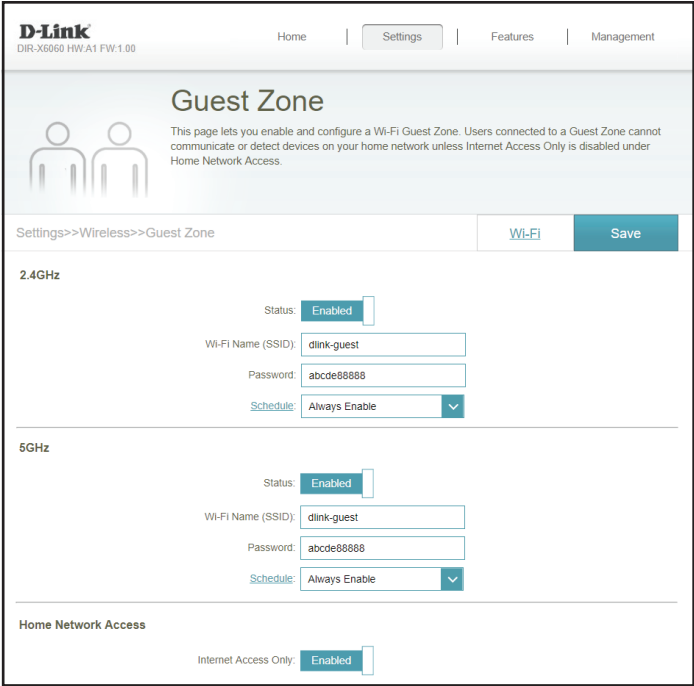 D-Link
DIR-X6060 HW:A1 FW:1.00
Home
Settings
Features
Management
Guest Zone
This page lets you enable and configure a Wi-Fi Guest Zone. Users connected to a Guest Zone cannot
communicate or detect devices on your home network unless Internet Access Only is disabled under
Home Network Access.
Settings>>Wireless>>Guest Zone
Wi-Fi
Save
2.4GHz
Status: Enabled
Wi-Fi Name (SSID): dlink-guest
Password: abcde88888
Schedule: Always Enable
5GHz
Status: Enabled
Wi-Fi Name (SSID): dlink-guest
Password: abcde88888
Schedule: Always Enable
Home Network Access
Internet Access Only: Enabled